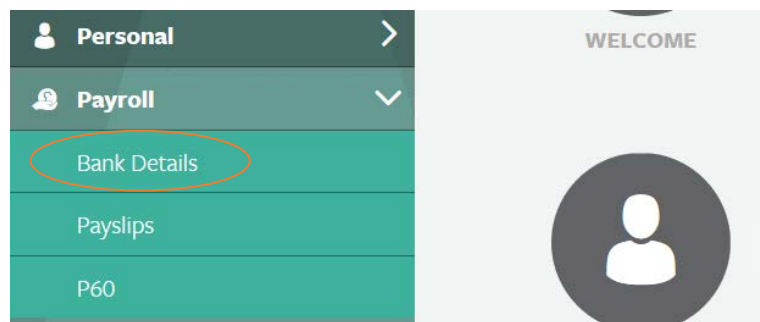 Personal
WELCOME
Payroll
Bank Details
Payslips
P60